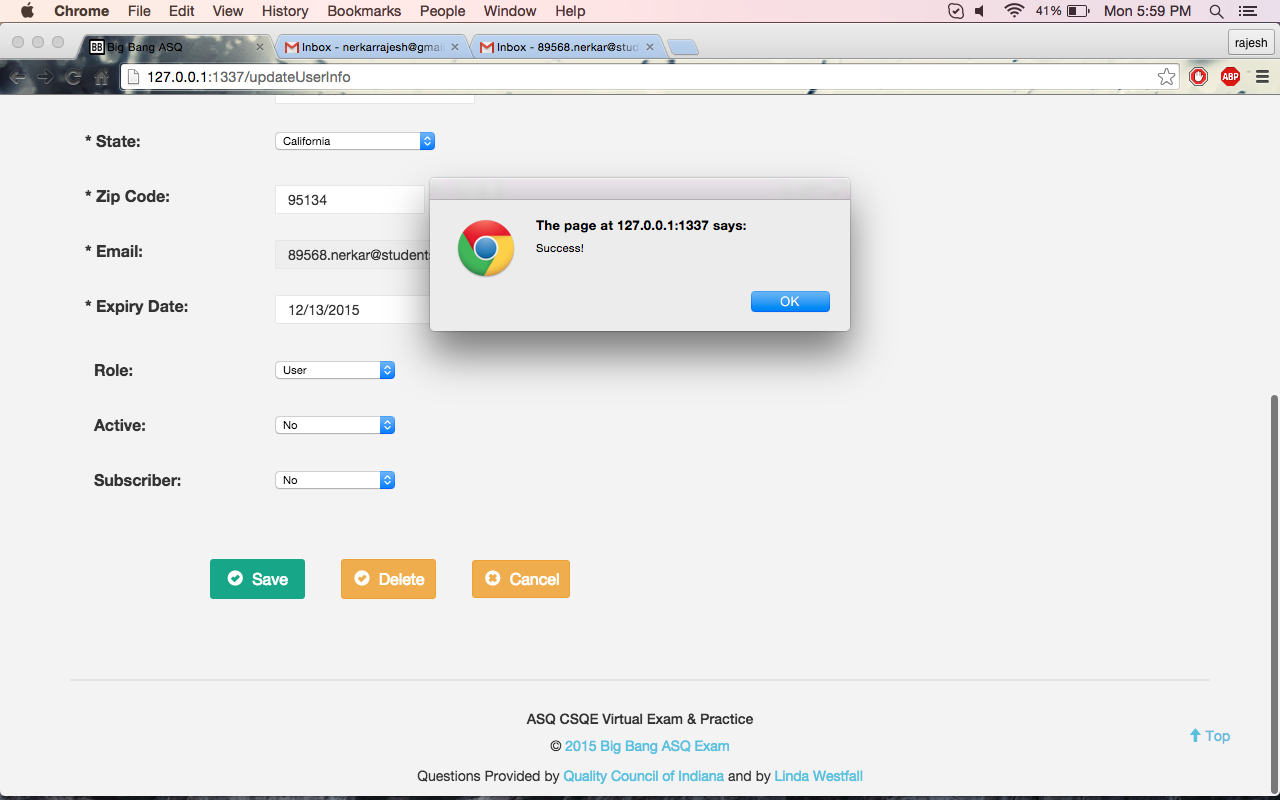 Chrome File Edit View History Bookmarks People Window Help 41% Mon 5:59 PM
BB Big Bang ASQ Inbox - nerkarrajesh@gmai Inbox - 89568.nerkar@stud rajesh
127.0.0.1:1337/updateUserInfo ABP
* State: California
* Zip Code: 95134
* Email: 89568.nerkar@students
* Expiry Date: 12/13/2015
The page at 127.0.0.1:1337 says:
Success!
OK
Role: User
Active: No
Subscriber: No
Save Delete Cancel
ASQ CSQE Virtual Exam & Practice
© 2015 Big Bang ASQ Exam
Top
Questions Provided by Quality Council of Indiana and by Linda Westfall